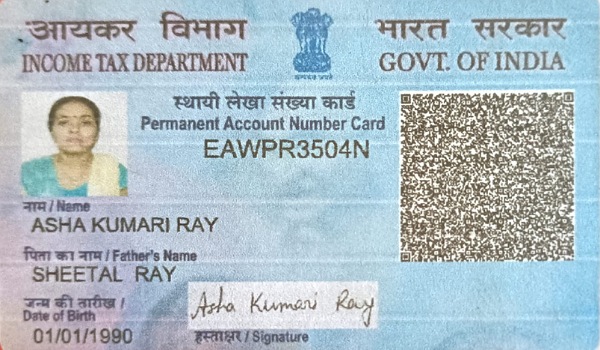 आयकर विभाग
INCOME TAX DEPARTMENT
भारत सरकार
GOVT. OF INDIA
सत्यमेव जयते
स्थायी लेखा संख्या कार्ड
Permanent Account Number Card
EAWPR3504N
नाम / Name
ASHA KUMARI RAY
पिता का नाम / Father's Name
SHEETAL RAY
जन्म की तारीख /
Date of Birth
01/01/1990
Asha Kumari Ray
हस्ताक्षर / Signature